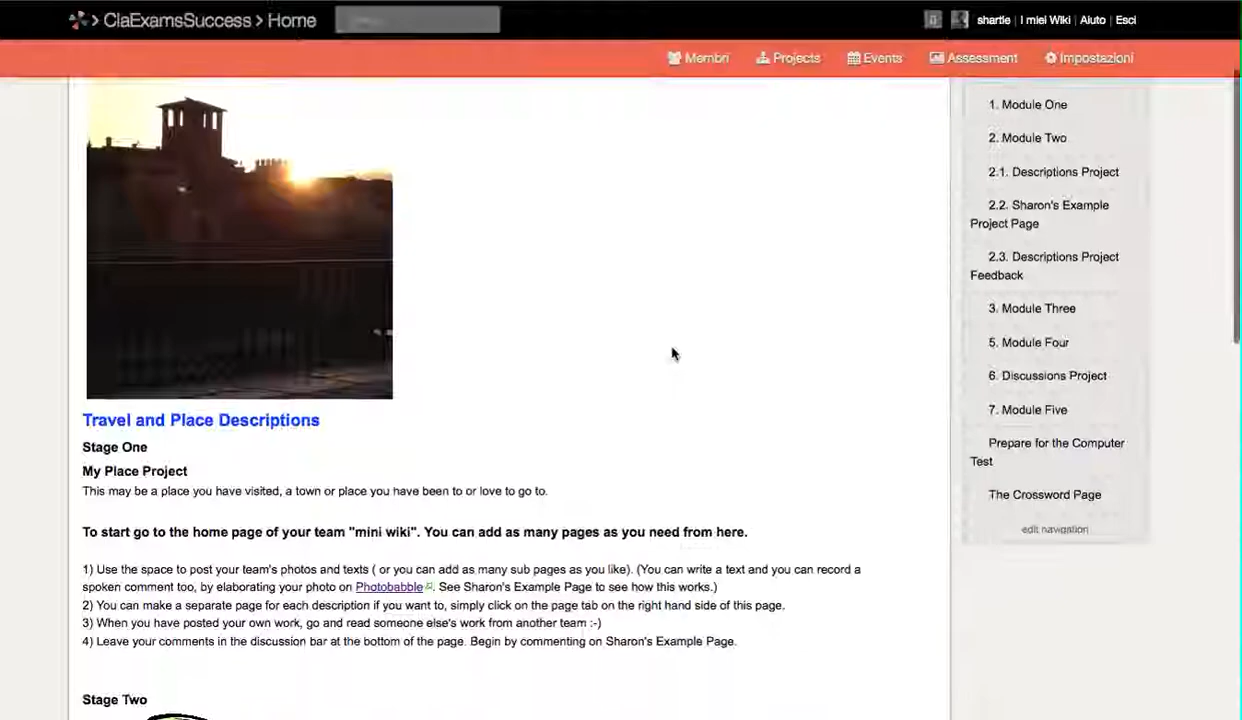 ClaExamsSuccess > Home
shartle | I miei Wiki | Aiuto | Esci
Membri Projects Events Assessment Impostazioni
1. Module One
2. Module Two
2.1. Descriptions Project
2.2. Sharon's Example
Project Page
2.3. Descriptions Project
Feedback
3. Module Three
5. Module Four
6. Discussions Project
7. Module Five
Prepare for the Computer
Test
The Crossword Page
edit navigation
Travel and Place Descriptions
Stage One
My Place Project
This may be a place you have visited, a town or place you have been to or love to go to.
To start go to the home page of your team "mini wiki". You can add as many pages as you need from here.
1) Use the space to post your team's photos and texts ( or you can add as many sub pages as you like). (You can write a text and you can record a
spoken comment too, by elaborating your photo on Photobabble. See Sharon's Example Page to see how this works.)
2) You can make a separate page for each description if you want to, simply click on the page tab on the right hand side of this page.
3) When you have posted your own work, go and read someone else's work from another team :-)
4) Leave your comments in the discussion bar at the bottom of the page. Begin by commenting on Sharon's Example Page.
Stage Two